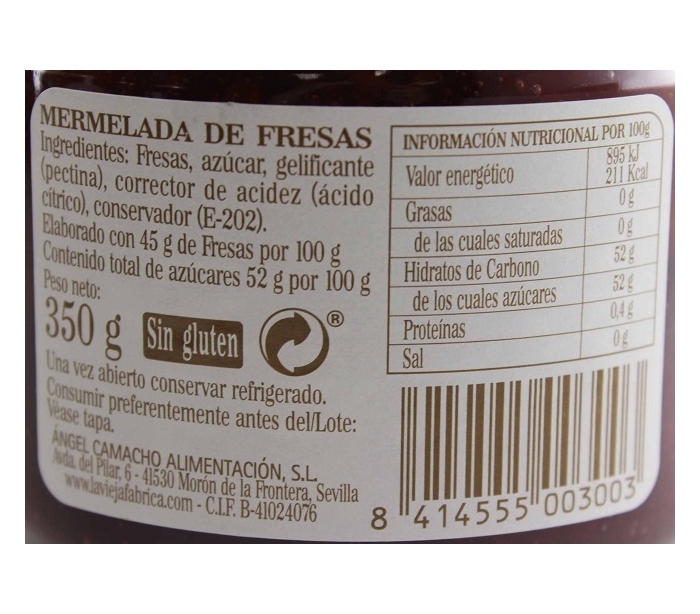 MERMELADA DE FRESAS
Ingredientes: Fresas, azúcar, gelificante
(pectina), corrector de acidez (ácido
cítrico), conservador (E-202).
Elaborado con 45 g de Fresas por 100 g
Contenido total de azúcares 52 g por 100 g
Peso neto:
350 g
Sin gluten
®
Una vez abierto conservar refrigerado.
Consumir preferentemente antes del/Lote:
Véase tapa.
ÁNGEL CAMACHO ALIMENTACIÓN, S.L.
Avda. del Pilar, 6 - 41530 Morón de la Frontera, Sevilla
www.laviejafabrica.com - C.I.F. B-41024076
INFORMACIÓN NUTRICIONAL POR 100g
Valor energético 895 kJ
211 Kcal
Grasas 0 g
de las cuales saturadas 0 g
Hidratos de Carbono 52 g
de los cuales azúcares 52 g
Proteínas 0,4 g
Sal 0 g
8 414555 003003